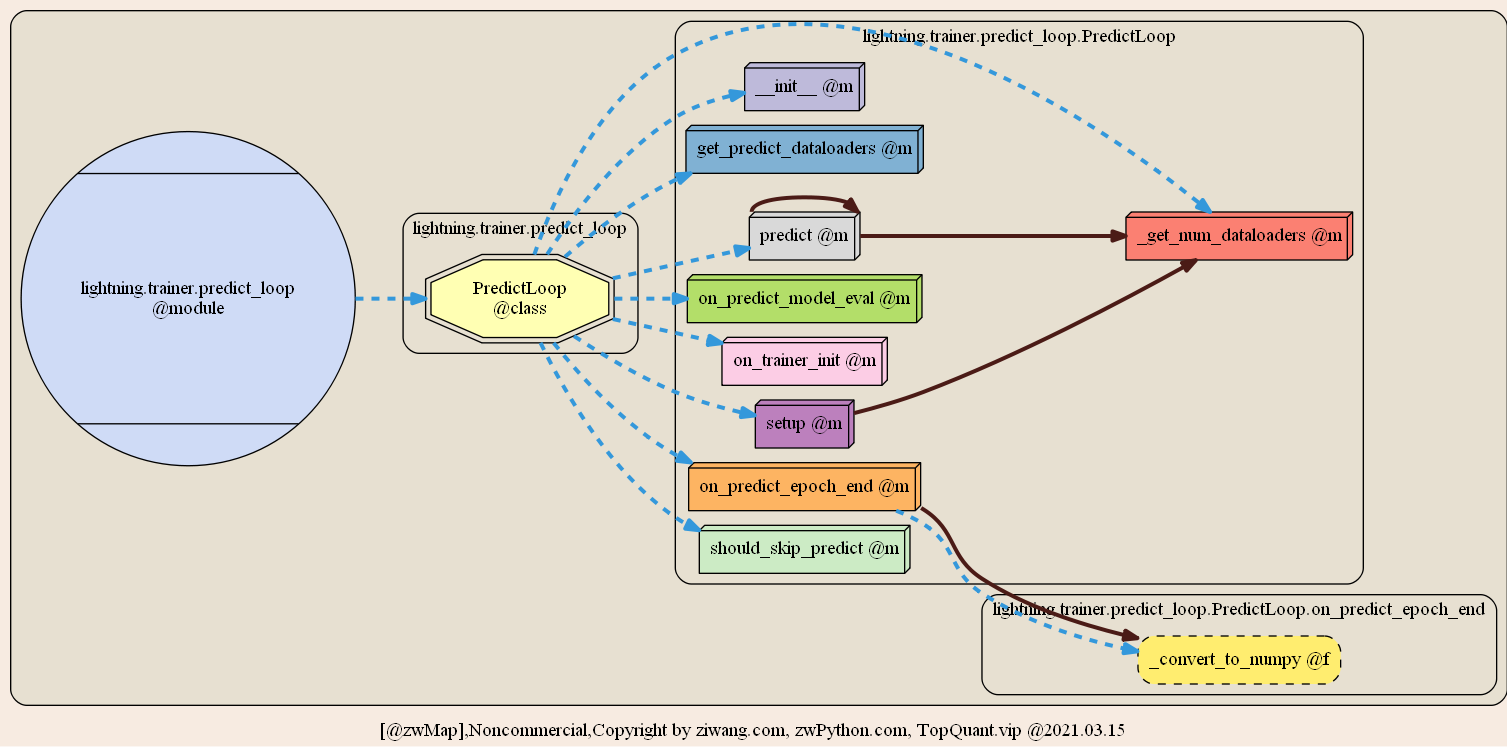 lightning.trainer.predict_loop.PredictLoop
__init__ @m
get_predict_dataloaders @m
lightning.trainer.predict_loop
predict @m
_get_num_dataloaders @m
lightning.trainer.predict_loop
@module
PredictLoop
@class
on_predict_model_eval @m
on_trainer_init @m
setup @m
on_predict_epoch_end @m
should_skip_predict @m
lightning.trainer.predict_loop.PredictLoop.on_predict_epoch_end
_convert_to_numpy @f
[@zwMap],Noncommercial,Copyright by ziwang.com, zwPython.com, TopQuant.vip @2021.03.15